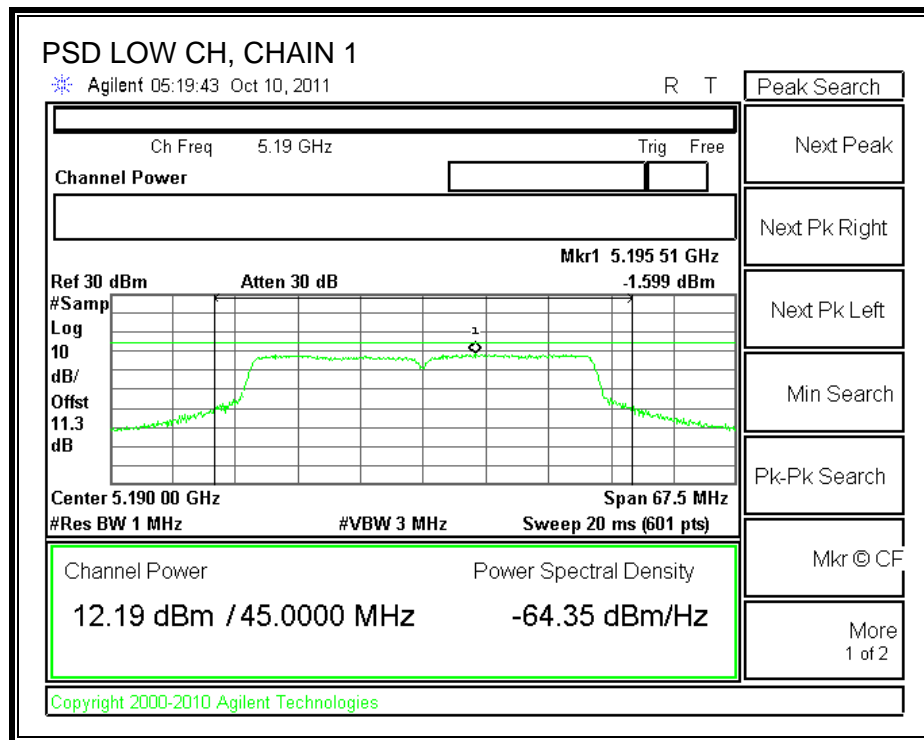 PSD LOW CH, CHAIN 1
Agilent 05:19:43 Oct 10, 2011 R T
Peak Search
Ch Freq 5.19 GHz Trig Free
Channel Power
Mkr1 5.195 51 GHz
Ref 30 dBm Atten 30 dB -1.599 dBm
#Samp
Log
10
dB/
Offst
11.3
dB
1
Center 5.190 00 GHz Span 67.5 MHz
#Res BW 1 MHz #VBW 3 MHz Sweep 20 ms (601 pts)
Channel Power Power Spectral Density
12.19 dBm / 45.0000 MHz -64.35 dBm/Hz
Copyright 2000-2010 Agilent Technologies
Next Peak
Next Pk Right
Next Pk Left
Min Search
Pk-Pk Search
Mkr © CF
More
1 of 2